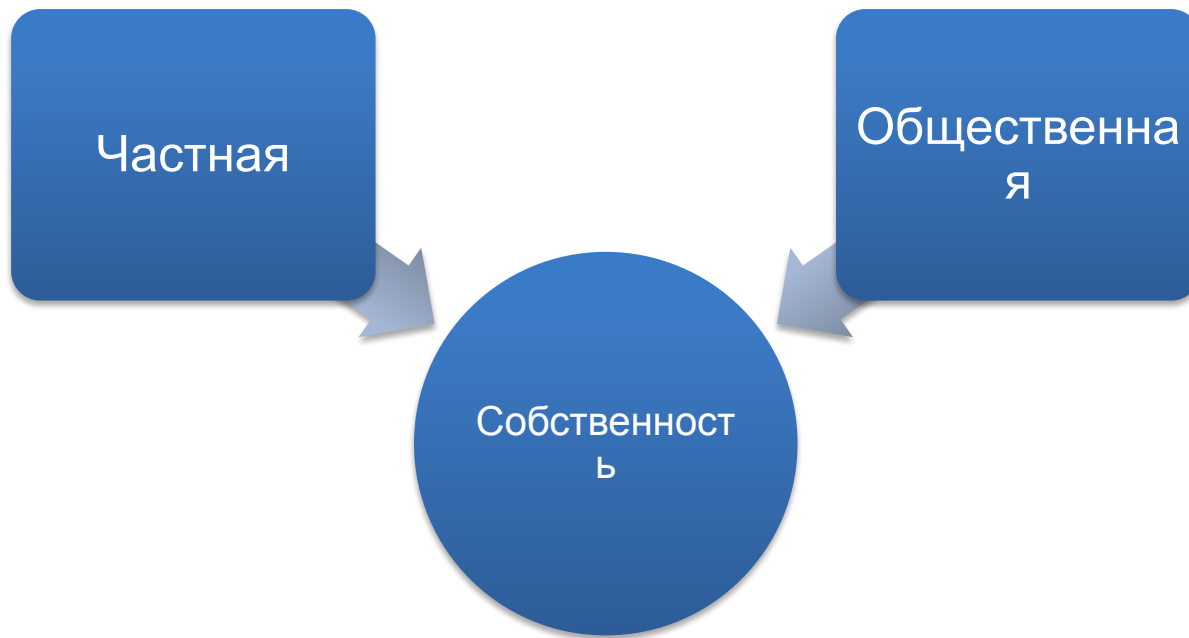 Частная
Общественна
я
Собственност
ь